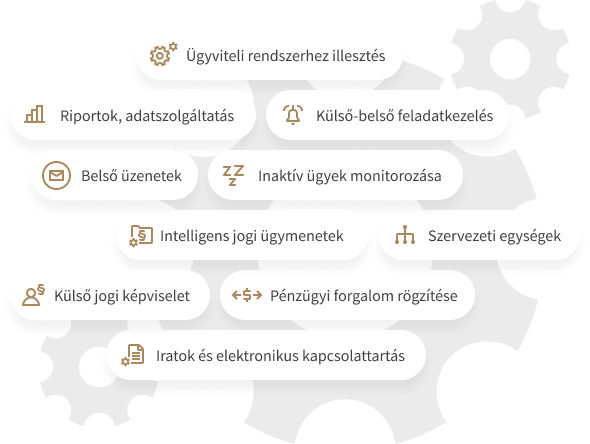 Ügyviteli rendszerhez illesztés
Riportok, adatszolgáltatás
Külső-belső feladatkezelés
Belső üzenetek
Inaktív ügyek monitorozása
Intelligens jogi ügymenetek
Szervezeti egységek
Külső jogi képviselet
Pénzügyi forgalom rögzítése
Iratok és elektronikus kapcsolattartás